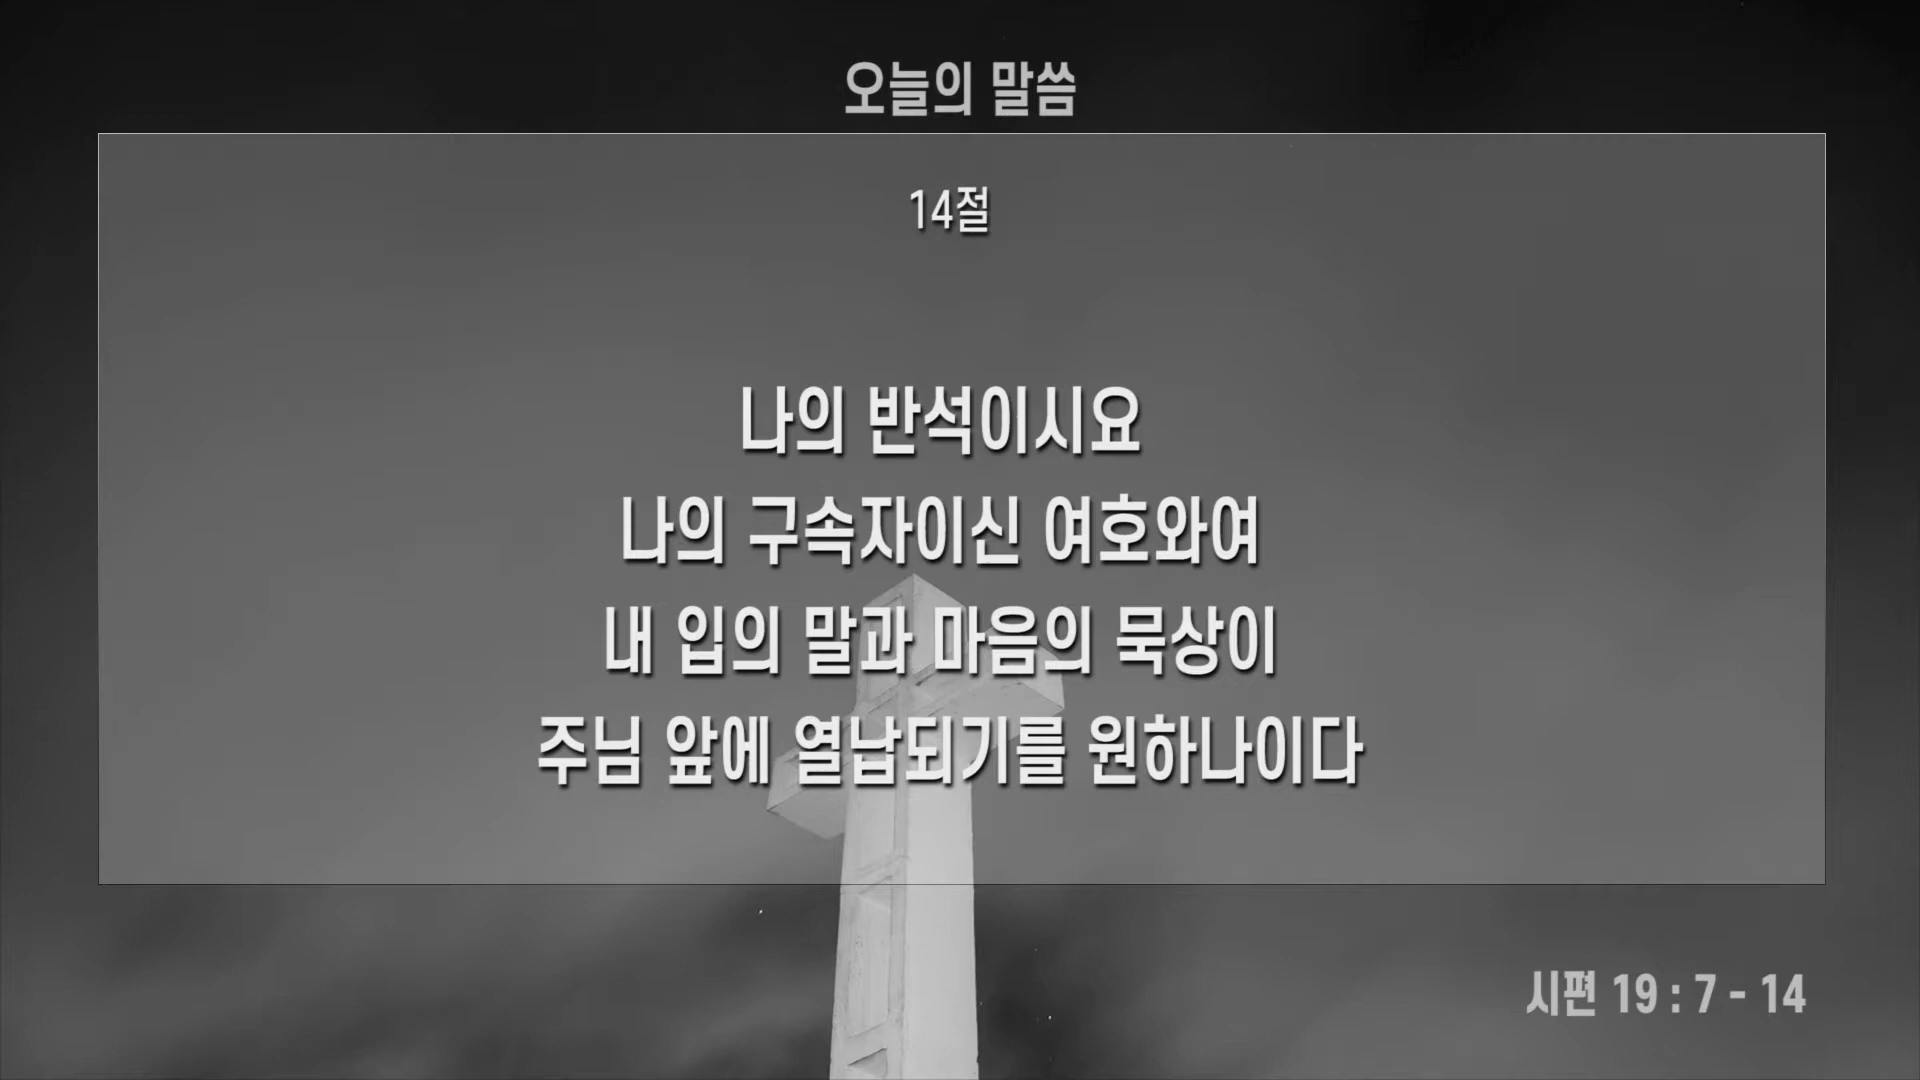 오늘의 말씀
14절
나의 반석이시요
나의 구속자이신 여호와여
내 입의 말과 마음의 묵상이
주님 앞에 열납되기를 원하나이다
시편 19 : 7 - 14